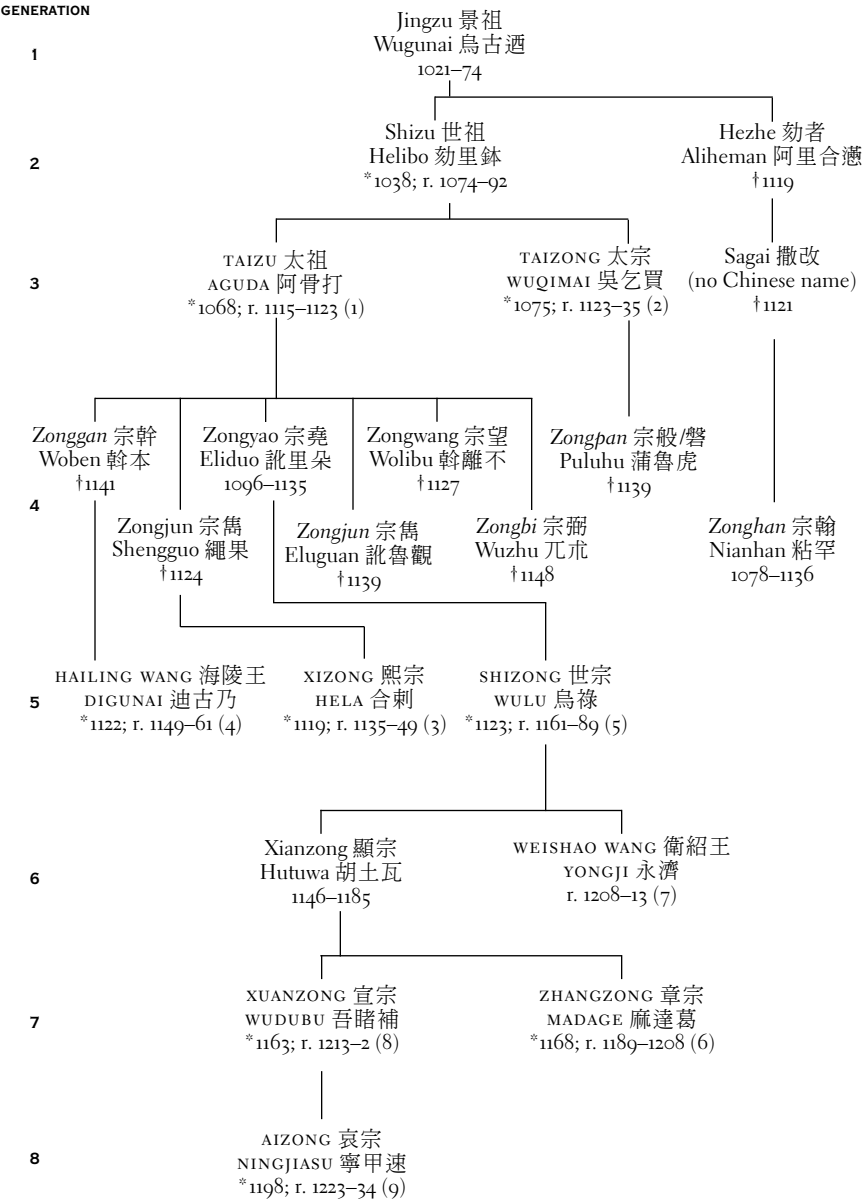 GENERATION
1
Jingzu 景祖
Wugunai 烏古迺
1021–74
2
Shizu 世祖
Helibo 劾里鉢
*1038; r. 1074–92
Hezhe 劾者
Aliheman 阿里合懣
†1119
3
TAIZU 太祖
AGUDA 阿骨打
*1068; r. 1115–1123 (1)
TAIZONG 太宗
WUQIMAI 吳乞買
*1075; r. 1123–35 (2)
Sagai 撒改
(no Chinese name)
†1121
4
Zonggan 宗幹
Woben 斡本
†1141
Zongyao 宗堯
Eliduo 訛里朵
1096–1135
Zongwang 宗望
Wolibu 斡離不
†1127
Zongpan 宗般/磐
Puluhu 蒲魯虎
†1139
Zongjun 宗雋
Shengguo 繩果
†1124
Zongjun 宗雋
Eluguan 訛魯觀
†1139
Zongbi 宗弼
Wuzhu 兀朮
†1148
Zonghan 宗翰
Nianhan 粘罕
1078–1136
5
HAILING WANG 海陵王
DIGUNAI 迪古乃
*1122; r. 1149–61 (4)
XIZONG 熙宗
HELA 合剌
*1119; r. 1135–49 (3)
SHIZONG 世宗
WULU 烏祿
*1123; r. 1161–89 (5)
6
Xianzong 顯宗
Hutuwa 胡土瓦
1146–1185
WEISHAO WANG 衛紹王
YONGJI 永濟
r. 1208–13 (7)
7
XUANZONG 宣宗
WUDUBU 吾睹補
*1163; r. 1213–2 (8)
ZHANGZONG 章宗
MADAGE 麻達葛
*1168; r. 1189–1208 (6)
8
AIZONG 哀宗
NINGJIASU 寧甲速
*1198; r. 1223–34 (9)